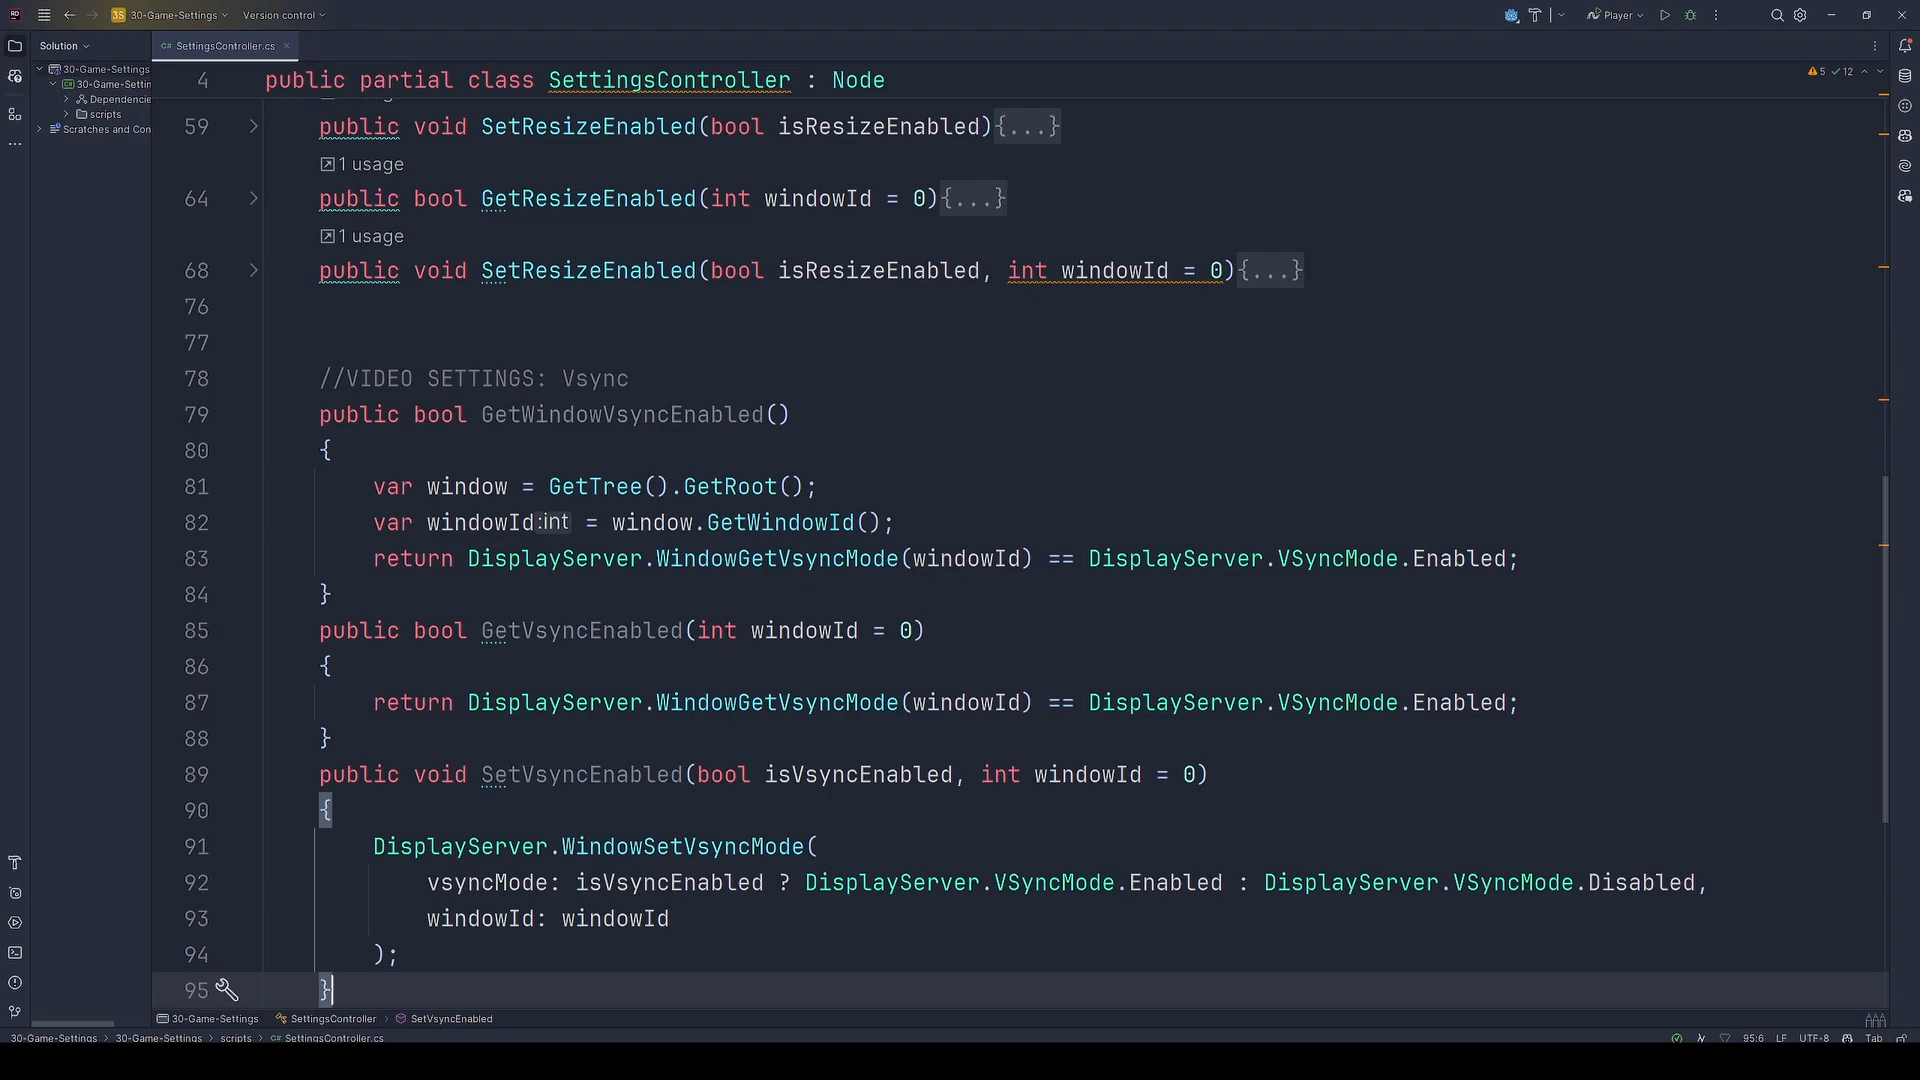 3S 30-Game-Settings Version control Player
Solution C# SettingsController.cs
30-Game-Settings
30-Game-Settin
Dependencie
scripts
Scratches and Con
5 12
4 public partial class SettingsController : Node
59 public void SetResizeEnabled(bool isResizeEnabled){...}
1 usage
64 public bool GetResizeEnabled(int windowId = 0){...}
1 usage
68 public void SetResizeEnabled(bool isResizeEnabled, int windowId = 0){...}
76
77
78 //VIDEO SETTINGS: Vsync
79 public bool GetWindowVsyncEnabled()
80 {
81 var window = GetTree().GetRoot();
82 var windowId:int = window.GetWindowId();
83 return DisplayServer.WindowGetVsyncMode(windowId) == DisplayServer.VSyncMode.Enabled;
84 }
85 public bool GetVsyncEnabled(int windowId = 0)
86 {
87 return DisplayServer.WindowGetVsyncMode(windowId) == DisplayServer.VSyncMode.Enabled;
88 }
89 public void SetVsyncEnabled(bool isVsyncEnabled, int windowId = 0)
90 {
91 DisplayServer.WindowSetVsyncMode(
92 vsyncMode: isVsyncEnabled ? DisplayServer.VSyncMode.Enabled : DisplayServer.VSyncMode.Disabled,
93 windowId: windowId
94 );
95 }
30-Game-Settings SettingsController SetVsyncEnabled
30-Game-Settings 30-Game-Settings scripts C# SettingsController.cs 95:6 LF UTF-8 Tab